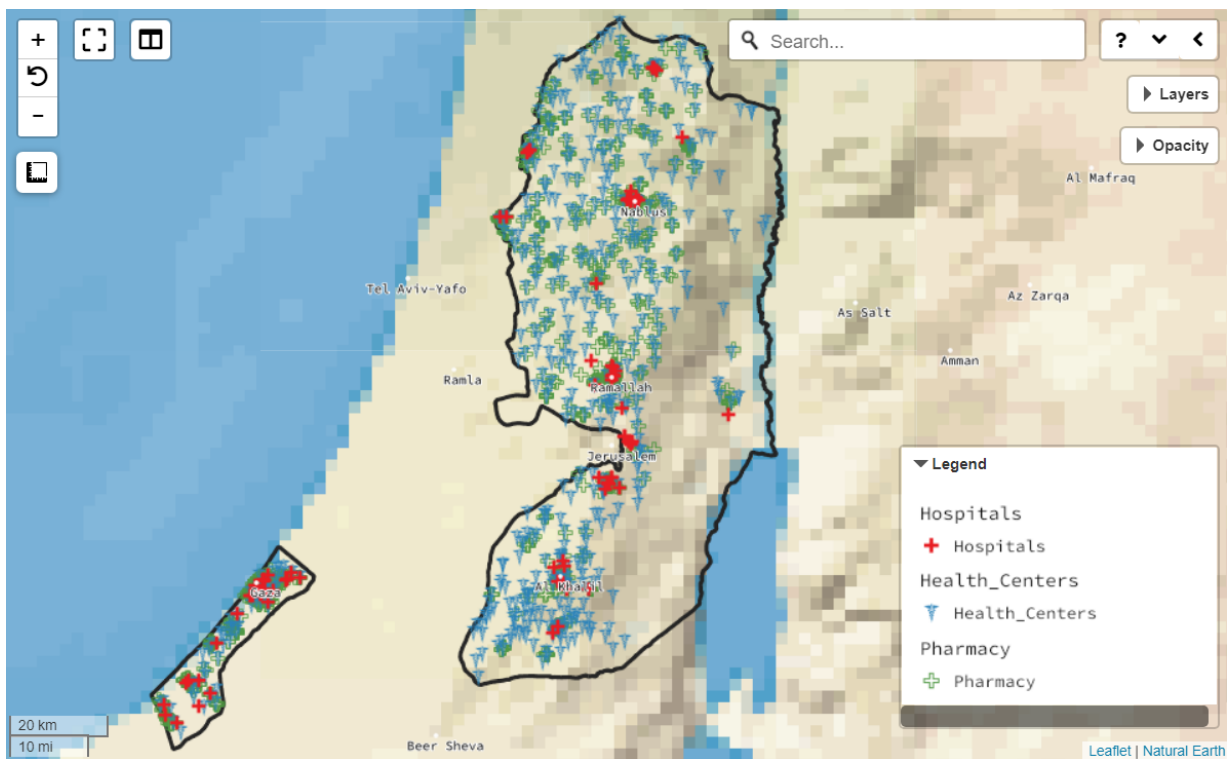 +
−
Search...
?
Layers
Opacity
Al Mafraq
Nablus
Tel Aviv-Yafo
Az Zarqa
As Salt
Amman
Ramla
Ramallah
Jerusalem
Legend
Hospitals
Hospitals
Health_Centers
Health_Centers
Pharmacy
Pharmacy
Al Khalil
Gaza
20 km
10 mi
Beer Sheva
Leaflet | Natural Earth